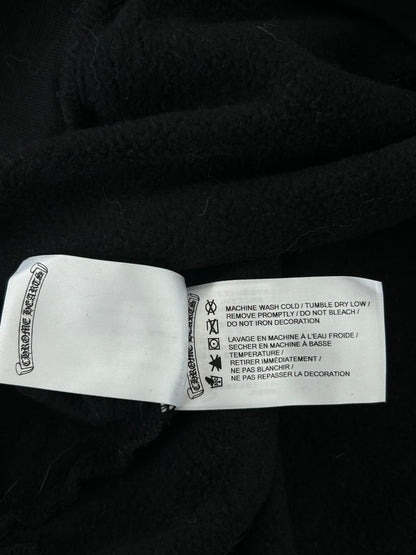 CHROME HEARTS
CHROME HEARTS
MACHINE WASH COLD / TUMBLE DRY LOW /
REMOVE PROMPTLY / DO NOT BLEACH /
DO NOT IRON DECORATION
LAVAGE EN MACHINE À L'EAU FROIDE /
SECHER EN MACHINE À BASSE
TEMPERATURE /
RETIRER IMMÉDIATEMENT /
NE PAS BLANCHIR /
NE PAS REPASSER LA DECORATION